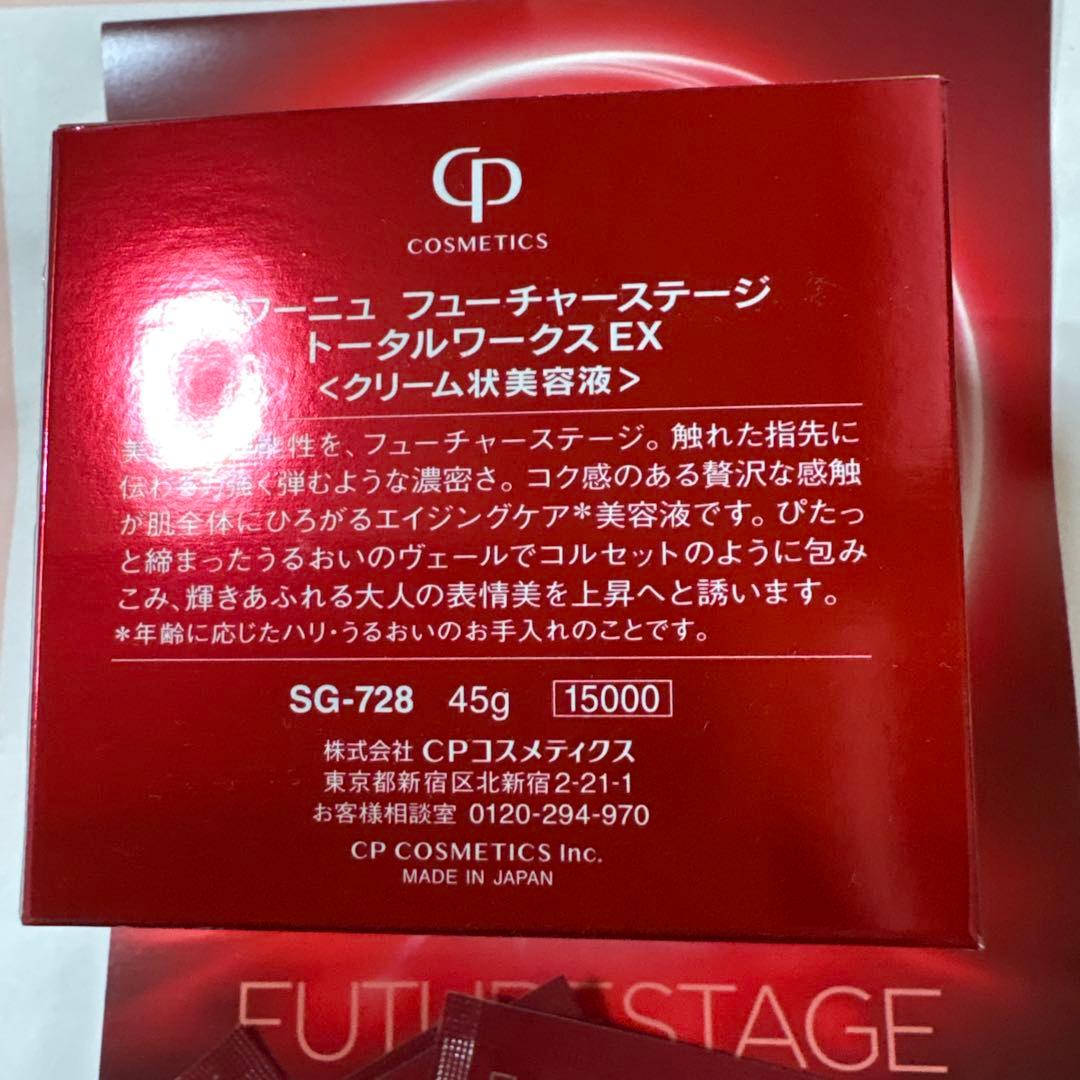 CP
COSMETICS
ワーニュ フューチャーステージ
トータルワークスEX
<クリーム状美容液>
性を、フューチャーステージ。触れた指先に
伝わる力強く弾むような濃密さ。コク感のある贅沢な感触
が肌全体にひろがるエイジングケア*美容液です。ぴたっ
と締まったうるおいのヴェールでコルセットのように包み
こみ、輝きあふれる大人の表情美を上昇へと誘います。
*年齢に応じたハリ・うるおいのお手入れのことです。
SG-728 45g 15000
株式会社 CPコスメティクス
東京都新宿区北新宿2-21-1
お客様相談室 0120-294-970
CP COSMETICS Inc.
MADE IN JAPAN
FUTURESTAGE